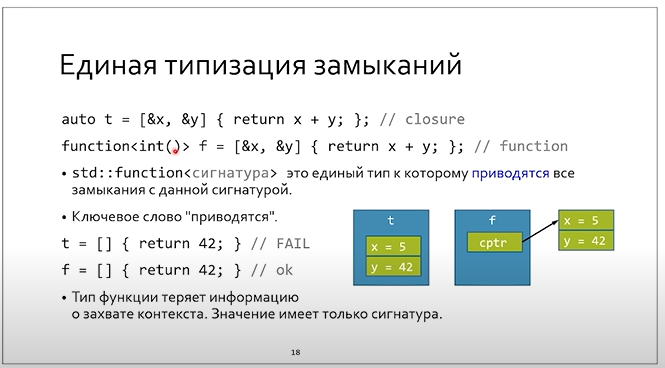 Единая типизация замыканий
auto t = [&x, &y] { return x + y; }; // closure
function<int()> f = [&x, &y] { return x + y; }; // function
• std::function<сигнатура> это единый тип к которому приводятся все
замыкания с данной сигнатурой.
• Ключевое слово "приводятся".
t = [] { return 42; } // FAIL
f = [] { return 42; } // ok
• Тип функции теряет информацию
о захвате контекста. Значение имеет только сигнатура.
t
x = 5
y = 42
f
cptr
x = 5
y = 42
18